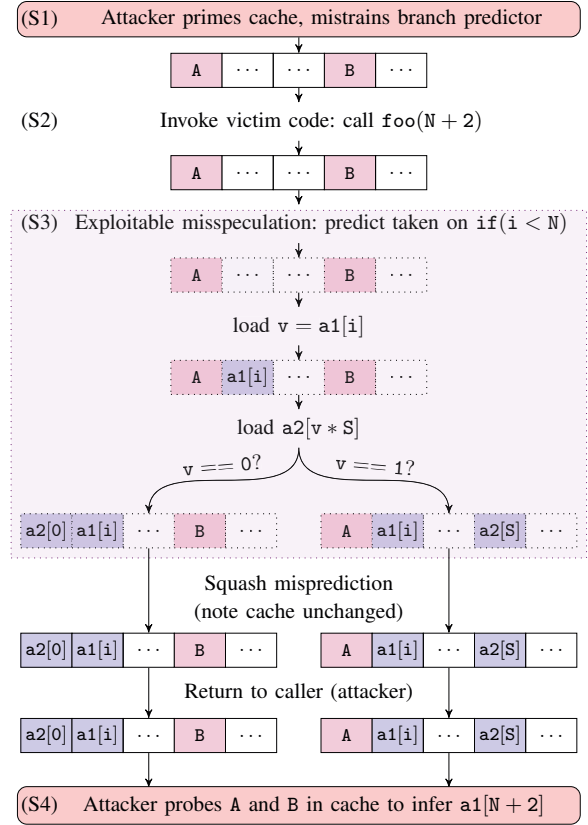 (S1) Attacker primes cache, mistrains branch predictor
A ··· ··· B ···
(S2) Invoke victim code: call foo(N + 2)
A ··· ··· B ···
(S3) Exploitable misspeculation: predict taken on if(i < N)
A ··· ··· B ···
load v = a1[i]
A a1[i] ··· B ···
load a2[v * S]
v == 0? v == 1?
a2[0] a1[i] ··· B ··· A a1[i] ··· a2[S] ···
Squash misprediction
(note cache unchanged)
a2[0] a1[i] ··· B ··· A a1[i] ··· a2[S] ···
Return to caller (attacker)
a2[0] a1[i] ··· B ··· A a1[i] ··· a2[S] ···
(S4) Attacker probes A and B in cache to infer a1[N + 2]